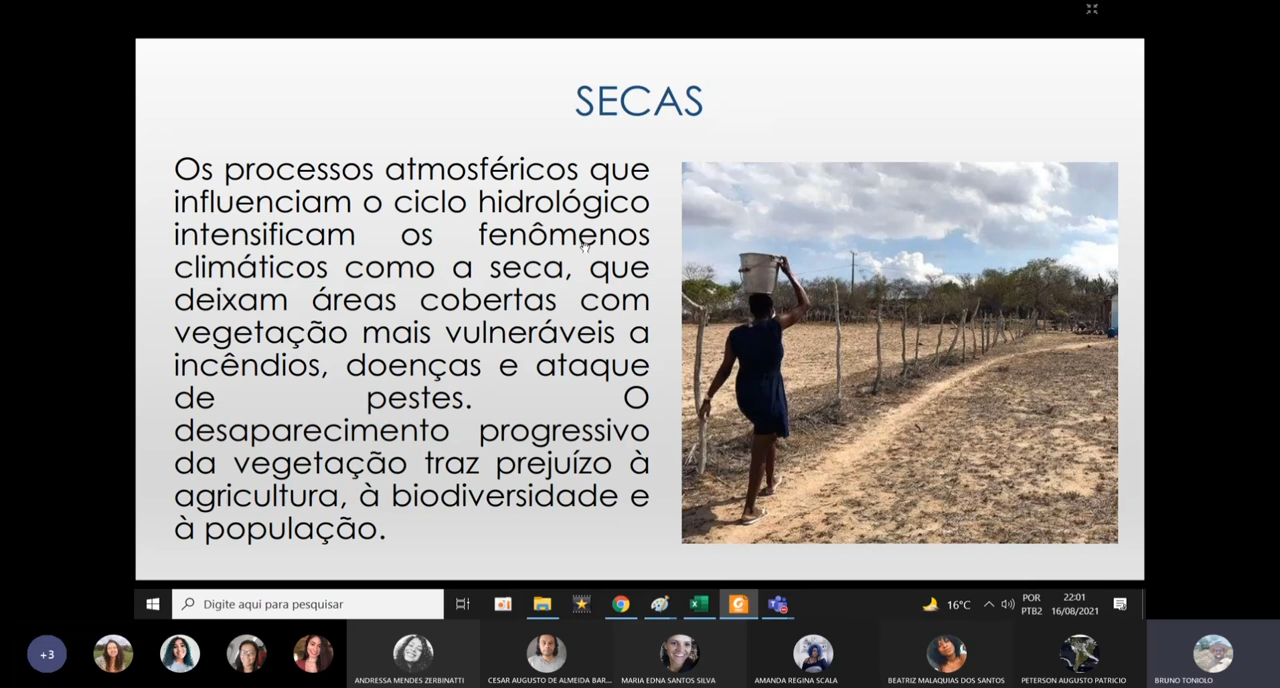 SECAS
Os processos atmosféricos que
influenciam o ciclo hidrológico
intensificam os fenômenos
climáticos como a seca, que
deixam áreas cobertas com
vegetação mais vulneráveis a
incêndios, doenças e ataque
de pestes. O
desaparecimento progressivo
da vegetação traz prejuízo à
agricultura, à biodiversidade e
à população.
Digite aqui para pesquisar
16°C
POR
PTB2
22:01
16/08/2021
+3
ANDRESSA MENDES ZERBINATTI
CESAR AUGUSTO DE ALMEIDA BAR...
MARIA EDNA SANTOS SILVA
AMANDA REGINA SCALA
BEATRIZ MALAQUIAS DOS SANTOS
PETERSON AUGUSTO PATRICIO
BRUNO TONIOLO